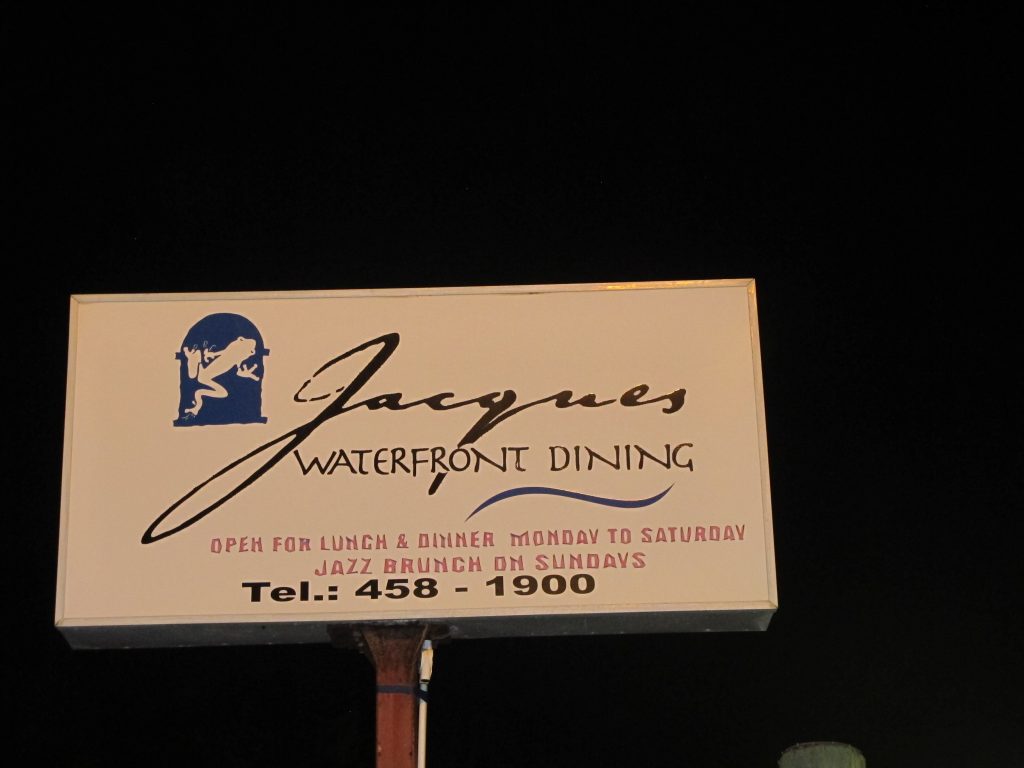 Jacques
WATERFRONT DINING
OPEN FOR LUNCH & DINNER MONDAY TO SATURDAY
JAZZ BRUNCH ON SUNDAYS
Tel.: 458 - 1900